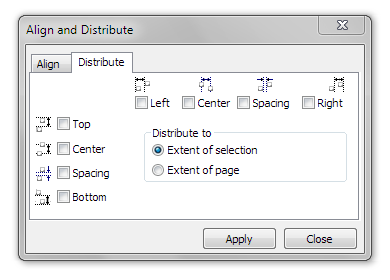 Align and Distribute
Align Distribute
Left Center Spacing Right
Top
Center
Spacing
Bottom
Distribute to
Extent of selection
Extent of page
Apply Close